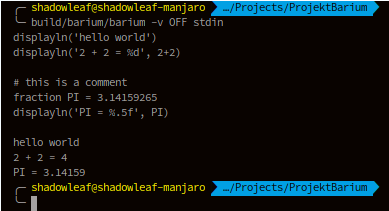 shadowleaf@shadowleaf-manjaro …/Projects/ProjektBarium
build/barium/barium -v OFF stdin
displayln('hello world')
displayln('2 + 2 = %d', 2+2)
# this is a comment
fraction PI = 3.14159265
displayln('PI = %.5f', PI)
hello world
2 + 2 = 4
PI = 3.14159
shadowleaf@shadowleaf-manjaro …/Projects/ProjektBarium